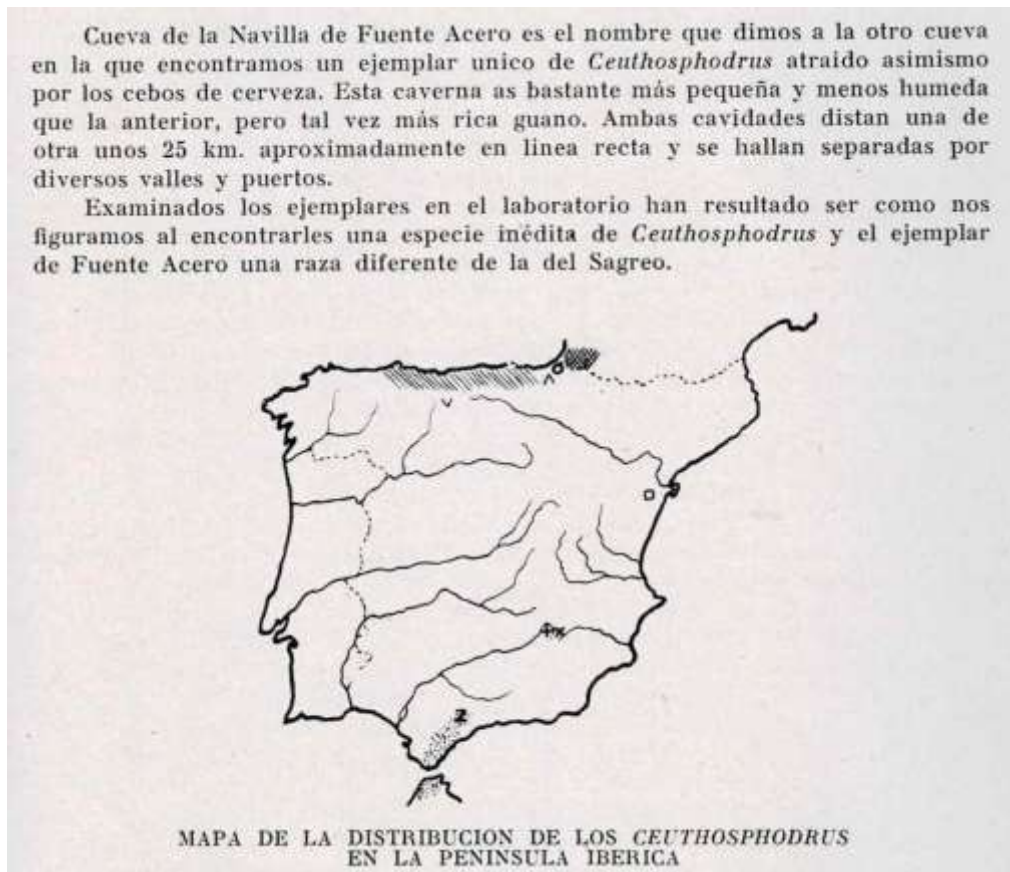 Cueva de la Navilla de Fuente Acero es el nombre que dimos a la otro cueva
en la que encontramos un ejemplar unico de Ceuthosphodrus atraido asimismo
por los cebos de cerveza. Esta caverna as bastante más pequeña y menos humeda
que la anterior, pero tal vez más rica guano. Ambas cavidades distan una de
otra unos 25 km. aproximadamente en linea recta y se hallan separadas por
diversos valles y puertos.
Examinados los ejemplares en el laboratorio han resultado ser como nos
figuramos al encontrarles una especie inédita de Ceuthosphodrus y el ejemplar
de Fuente Acero una raza diferente de la del Sagreo.
z
MAPA DE LA DISTRIBUCION DE LOS CEUTHOSPHODRUS
EN LA PENINSULA IBERICA